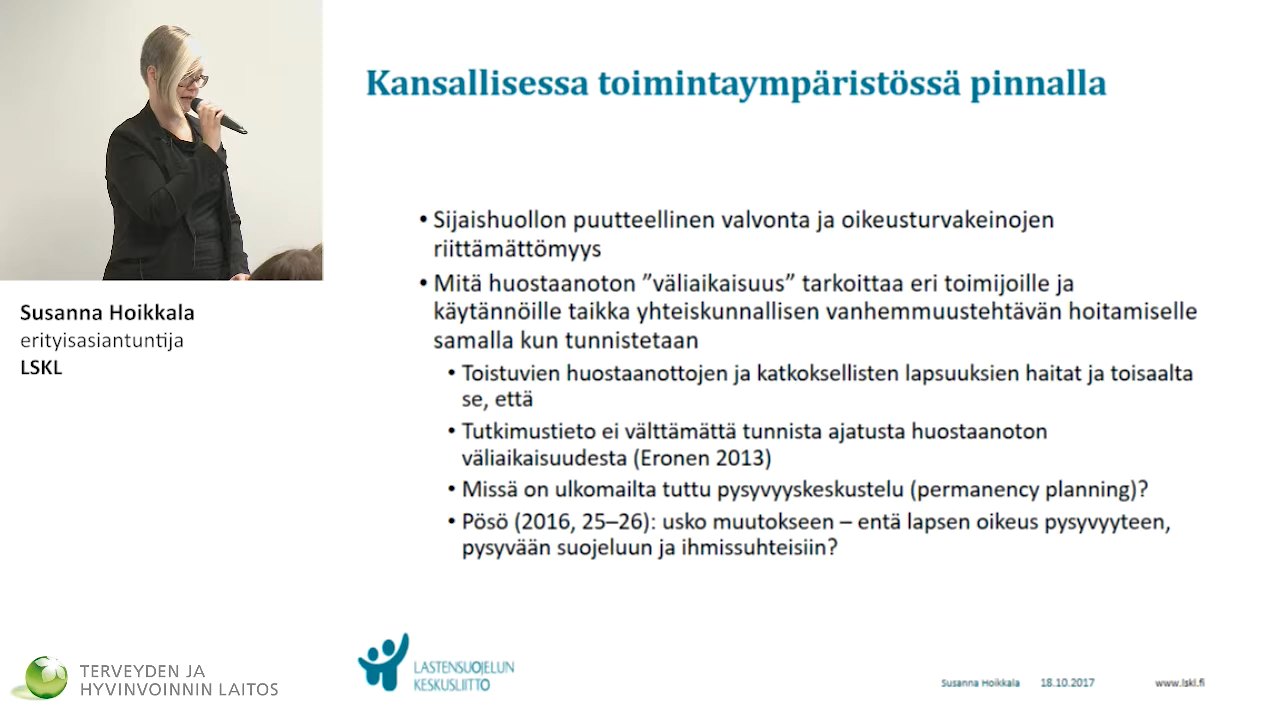 Kansallisessa toimintaympäristössä pinnalla
• Sijaishuollon puutteellinen valvonta ja oikeusturvakeinojen
riittämättömyys
• Mitä huostaanoton ”väliaikaisuus” tarkoittaa eri toimijoille ja
käytännöille taikka yhteiskunnallisen vanhemmuustehtävän hoitamiselle
samalla kun tunnistetaan
• Toistuvien huostaanottojen ja katkoksellisten lapsuuksien haitat ja toisaalta
se, että
• Tutkimustieto ei välttämättä tunnista ajatusta huostaanoton
väliaikaisuudesta (Eronen 2013)
• Missä on ulkomailta tuttu pysyvyyskeskustelu (permanency planning)?
• Pösö (2016, 25–26): usko muutokseen – entä lapsen oikeus pysyvyyteen,
pysyvään suojeluun ja ihmissuhteisiin?
Susanna Hoikkala
erityisasiantuntija
LSKL
TERVEYDEN JA
HYVINVOINNIN LAITOS
LASTENSUOJELUN
KESKUSLIITTO
Susanna Hoikkala 18.10.2017 www.lskl.fi